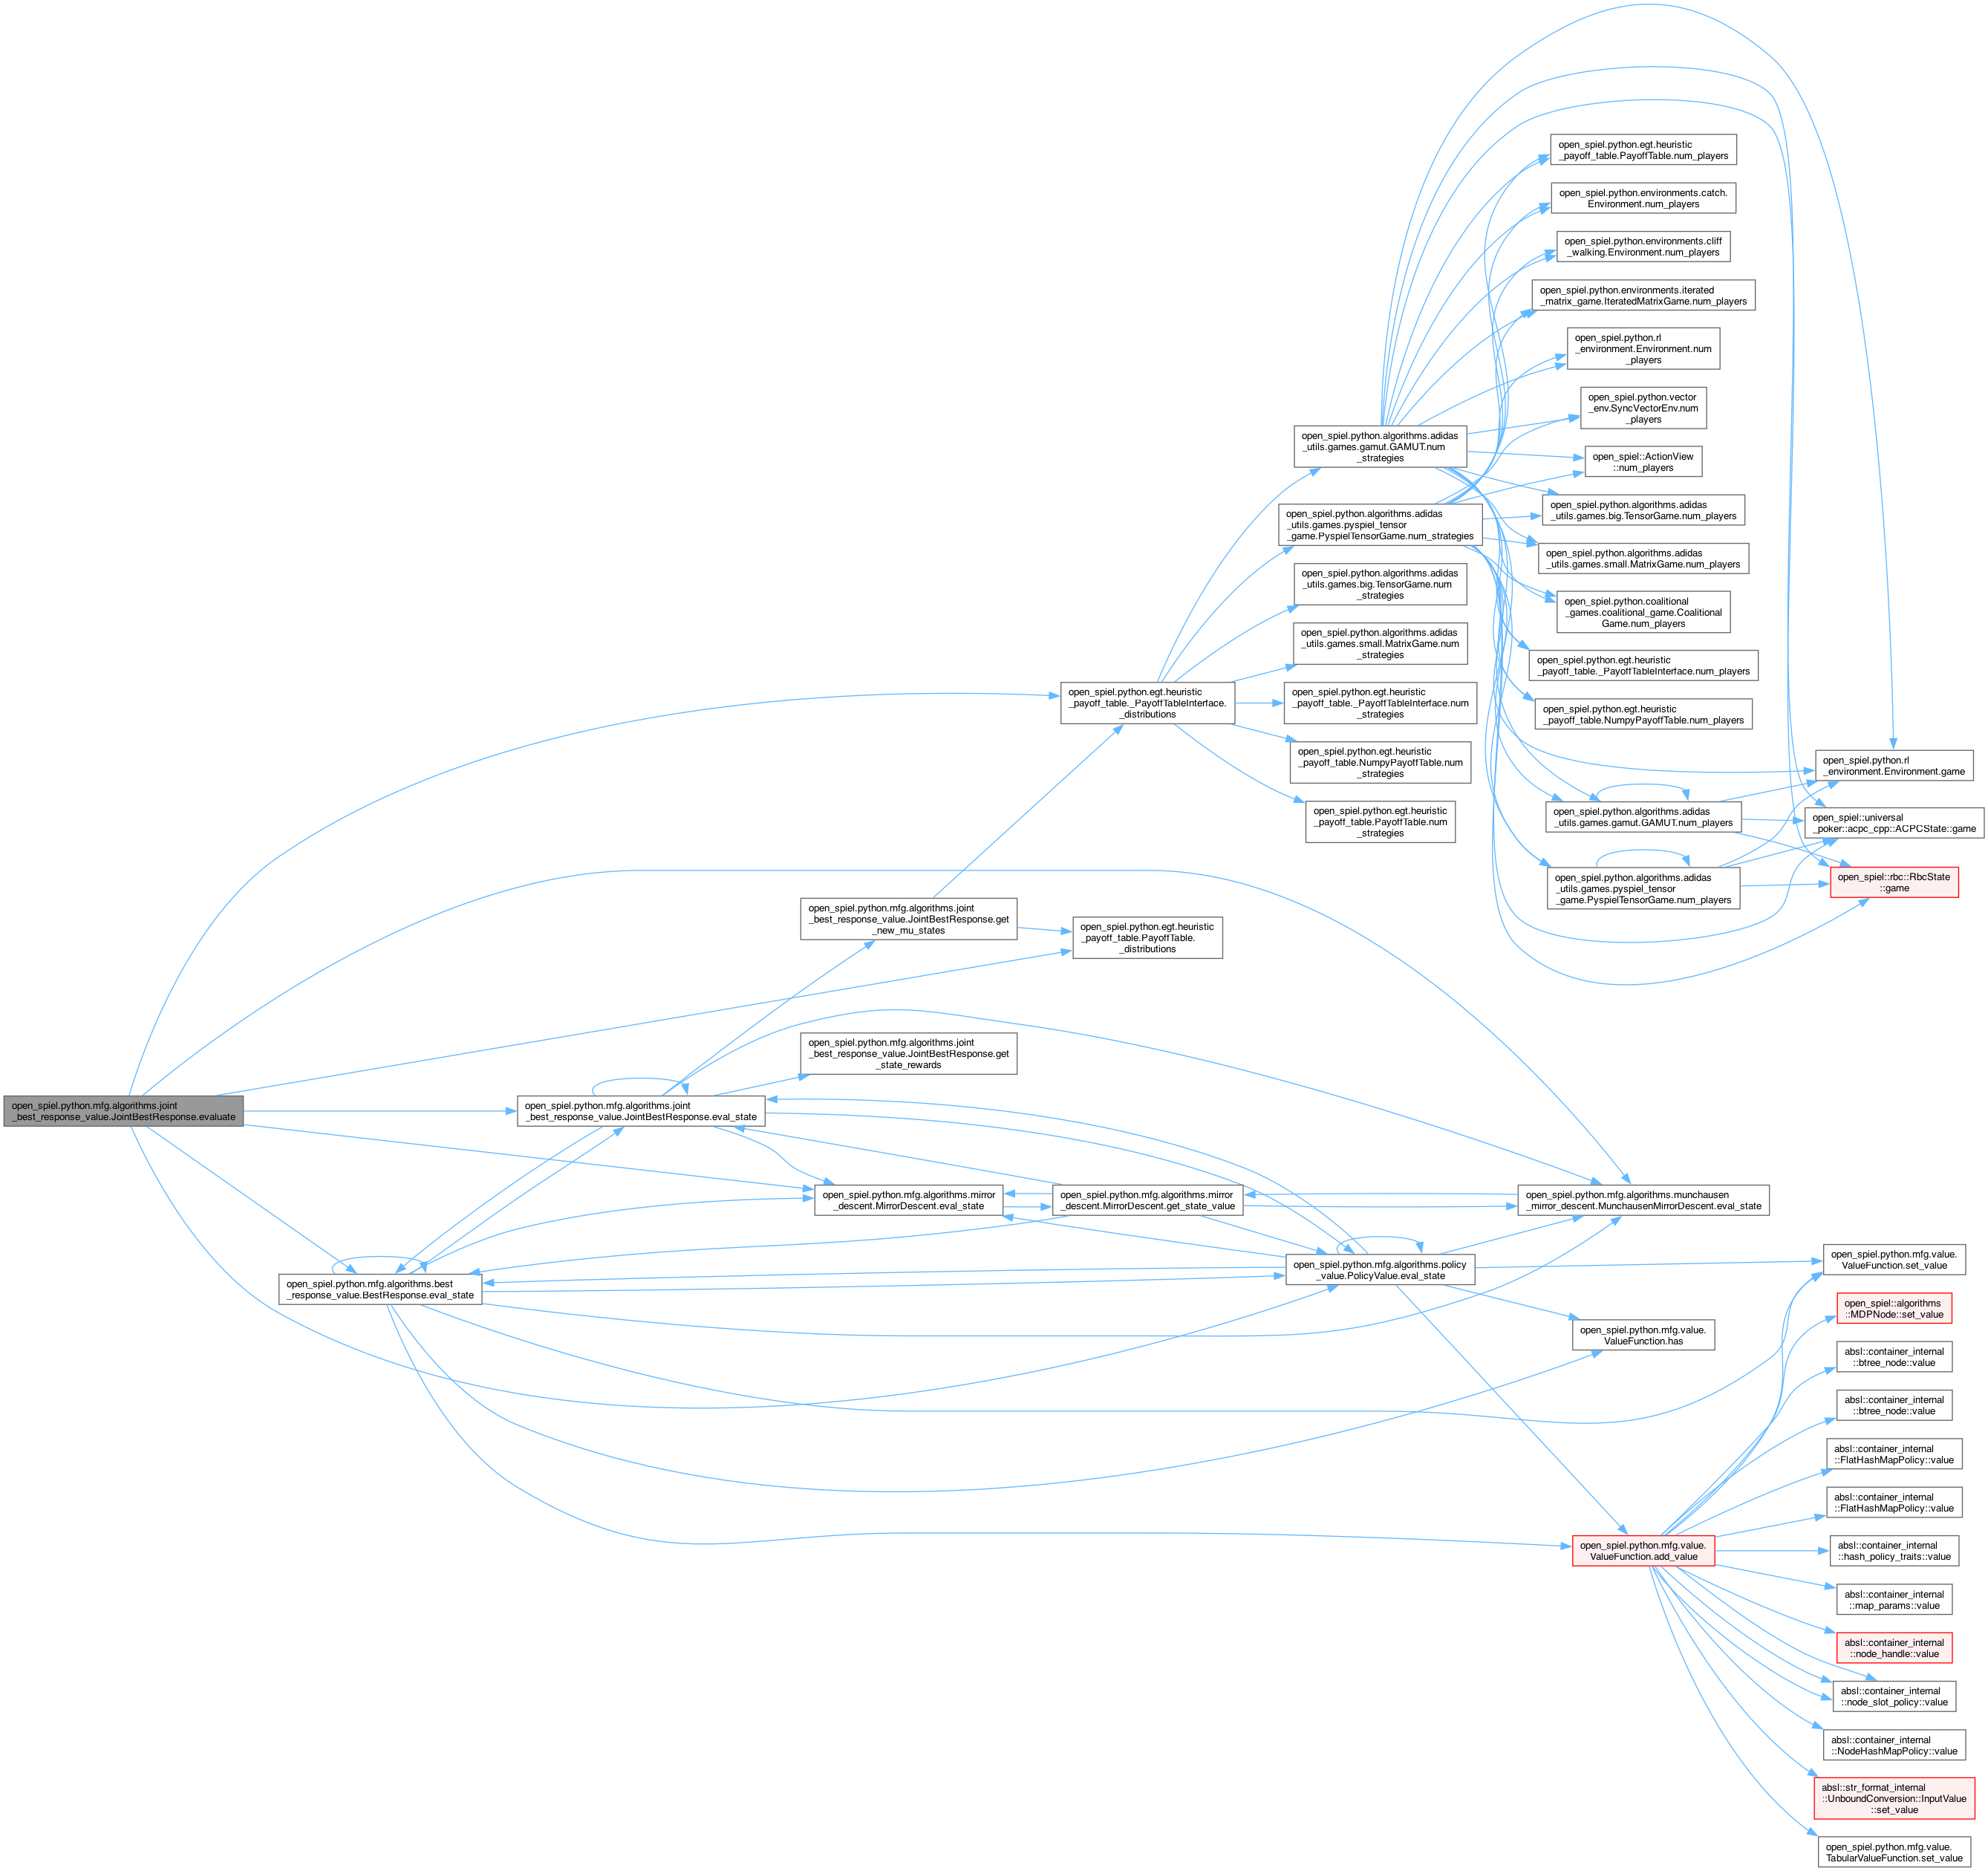 open_spiel.python.mfg.algorithms.joint
_best_response_value.JointBestResponse.evaluate
open_spiel.python.mfg.algorithms.best
_response_value.BestResponse.eval_state
open_spiel.python.mfg.algorithms.joint
_best_response_value.JointBestResponse.eval_state
open_spiel.python.mfg.algorithms.joint
_best_response_value.JointBestResponse.get
_new_mu_states
open_spiel.python.mfg.algorithms.joint
_best_response_value.JointBestResponse.get
_state_rewards
open_spiel.python.mfg.algorithms.mirror
_descent.MirrorDescent.eval_state
open_spiel.python.egt.heuristic
_payoff_table._PayoffTableInterface.
_distributions
open_spiel.python.egt.heuristic
_payoff_table.PayoffTable.
_distributions
open_spiel.python.mfg.algorithms.mirror
_descent.MirrorDescent.get_state_value
open_spiel.python.algorithms.adidas
_utils.games.gamut.GAMUT.num
_strategies
open_spiel.python.algorithms.adidas
_utils.games.pyspiel_tensor
_game.PyspielTensorGame.num_strategies
open_spiel.python.algorithms.adidas
_utils.games.big.TensorGame.num
_strategies
open_spiel.python.algorithms.adidas
_utils.games.small.MatrixGame.num
_strategies
open_spiel.python.egt.heuristic
_payoff_table._PayoffTableInterface.num
_strategies
open_spiel.python.egt.heuristic
_payoff_table.NumpyPayoffTable.num
_strategies
open_spiel.python.egt.heuristic
_payoff_table.PayoffTable.num
_strategies
open_spiel.python.mfg.algorithms.policy
_value.PolicyValue.eval_state
open_spiel.python.egt.heuristic
_payoff_table.PayoffTable.num_players
open_spiel.python.environments.catch.
Environment.num_players
open_spiel.python.environments.cliff
_walking.Environment.num_players
open_spiel.python.environments.iterated
_matrix_game.IteratedMatrixGame.num_players
open_spiel.python.rl
_environment.Environment.num
_players
open_spiel.python.vector
_env.SyncVectorEnv.num
_players
open_spiel::ActionView
::num_players
open_spiel.python.algorithms.adidas
_utils.games.big.TensorGame.num_players
open_spiel.python.algorithms.adidas
_utils.games.small.MatrixGame.num_players
open_spiel.python.coalitional
_games.coalitional_game.Coalitional
Game.num_players
open_spiel.python.egt.heuristic
_payoff_table._PayoffTableInterface.num_players
open_spiel.python.egt.heuristic
_payoff_table.NumpyPayoffTable.num_players
open_spiel.python.algorithms.adidas
_utils.games.gamut.GAMUT.num_players
open_spiel.python.algorithms.adidas
_utils.games.pyspiel_tensor
_game.PyspielTensorGame.num_players
open_spiel.python.mfg.algorithms.munchausen
_mirror_descent.MunchausenMirrorDescent.eval_state
open_spiel.python.mfg.value.
ValueFunction.has
open_spiel.python.mfg.value.
ValueFunction.add_value
open_spiel.python.rl
_environment.Environment.game
open_spiel::universal
_poker::acpc_cpp::ACPCState::game
open_spiel::rbc::RbcState
::game
open_spiel.python.mfg.value.
ValueFunction.set_value
open_spiel::algorithms
::MDPNode::set_value
absl::container_internal
::btree_node::value
absl::container_internal
::btree_node::value
absl::container_internal
::FlatHashMapPolicy::value
absl::container_internal
::FlatHashMapPolicy::value
absl::container_internal
::hash_policy_traits::value
absl::container_internal
::map_params::value
absl::container_internal
::node_handle::value
absl::container_internal
::node_slot_policy::value
absl::container_internal
::NodeHashMapPolicy::value
absl::str_format_internal
::UnboundConversion::InputValue
::set_value
open_spiel.python.mfg.value.
TabularValueFunction.set_value